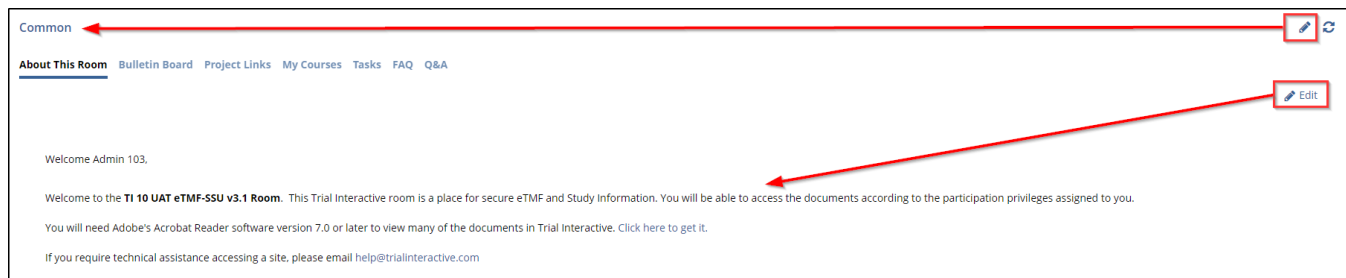 Common
About This Room Bulletin Board Project Links My Courses Tasks FAQ Q&A
Edit
Welcome Admin 103,
Welcome to the TI 10 UAT eTMF-SSU v3.1 Room. This Trial Interactive room is a place for secure eTMF and Study Information. You will be able to access the documents according to the participation privileges assigned to you.
You will need Adobe's Acrobat Reader software version 7.0 or later to view many of the documents in Trial Interactive. Click here to get it.
If you require technical assistance accessing a site, please email help@trialinteractive.com